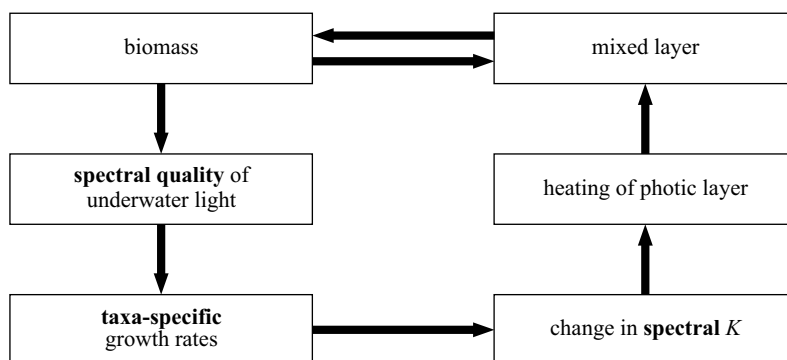 biomass
mixed layer
spectral quality of
underwater light
heating of photic layer
taxa-specific
growth rates
change in spectral K